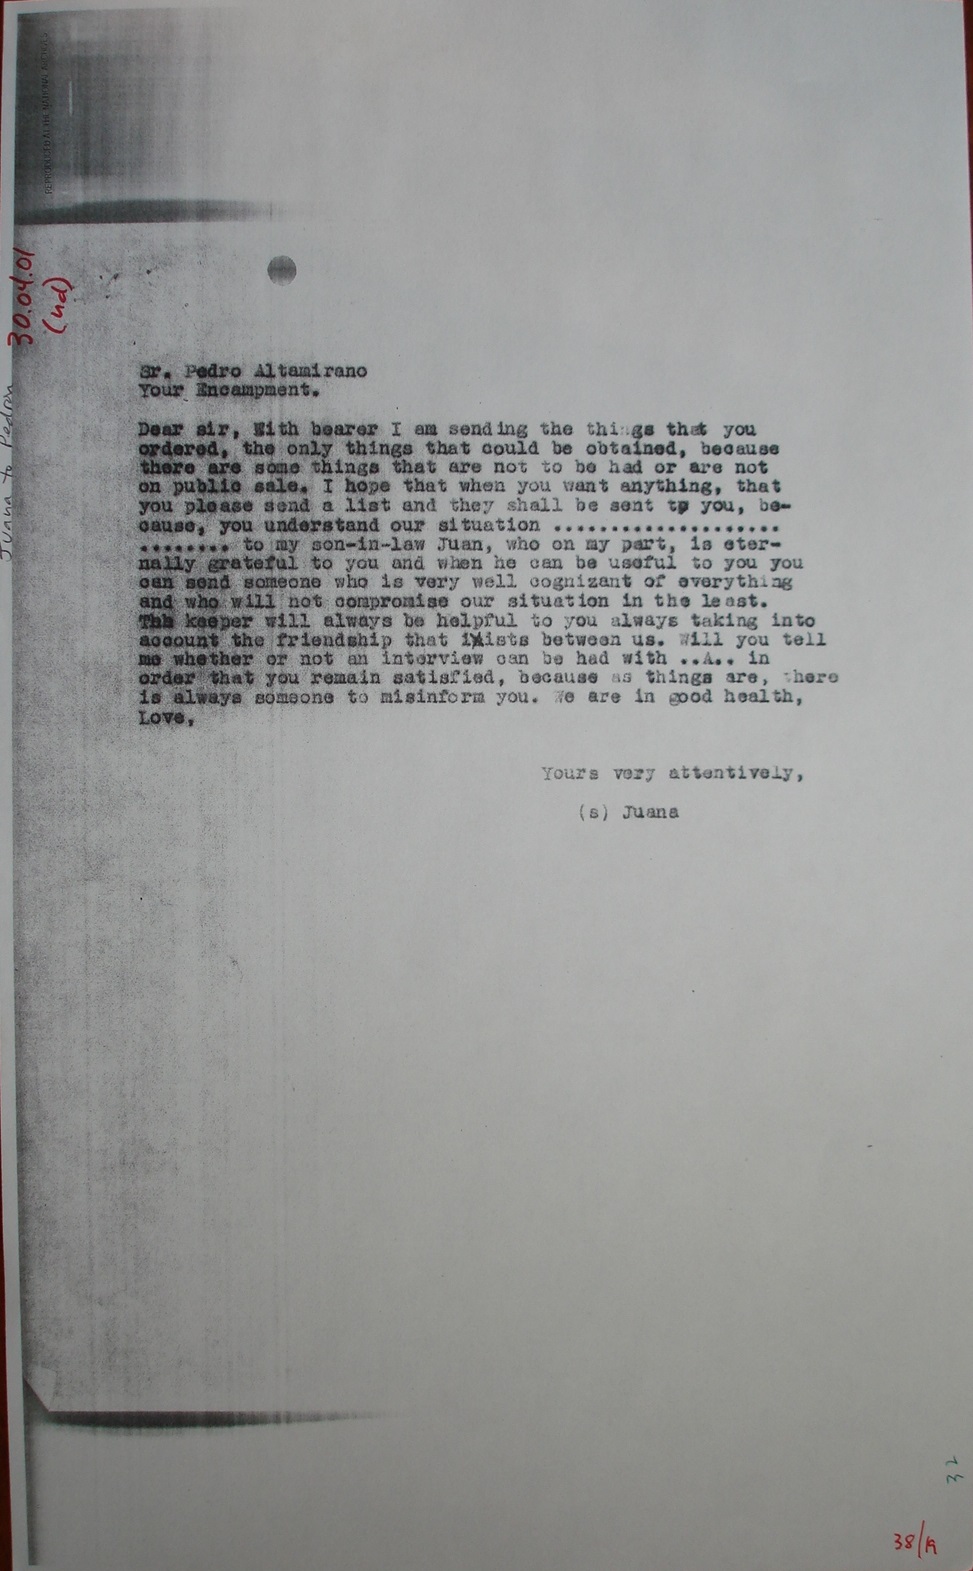 REPRODUCED AT THE NATIONAL ARCHIVES
30.04.01
(nd)
Juana to Pedron
Sr. Pedro Altamirano
Your Encampment.
Dear sir, With bearer I am sending the things that you
ordered, the only things that could be obtained, because
there are some things that are not to be had or are not
on public sale. I hope that when you want anything, that
you please send a list and they shall be sent to you, be-
cause, you understand our situation ...................
........ to my son-in-law Juan, who on my part, is eter-
nally grateful to you and when he can be useful to you you
can send someone who is very well cognizant of everything
and who will not compromise our situation in the least.
The keeper will always be helpful to you always taking into
account the friendship that exists between us. Will you tell
me whether or not an interview can be had with ..A.. in
order that you remain satisfied, because as things are, there
is always someone to misinform you. We are in good health,
Love,
Yours very attentively,
(s) Juana
32
38/19